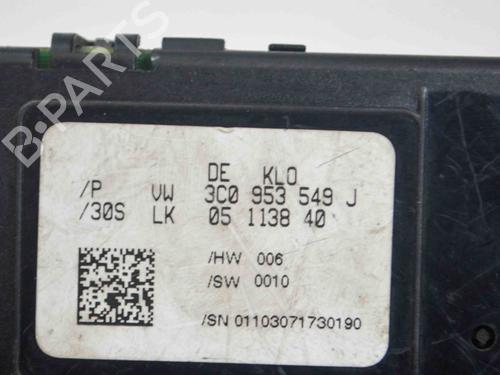 B-PARTS
DE KLO
/P VW 3C0 953 549 J
/30S LK 05 1138 40
/HW 006
/SW 0010
/SN 01103071730190